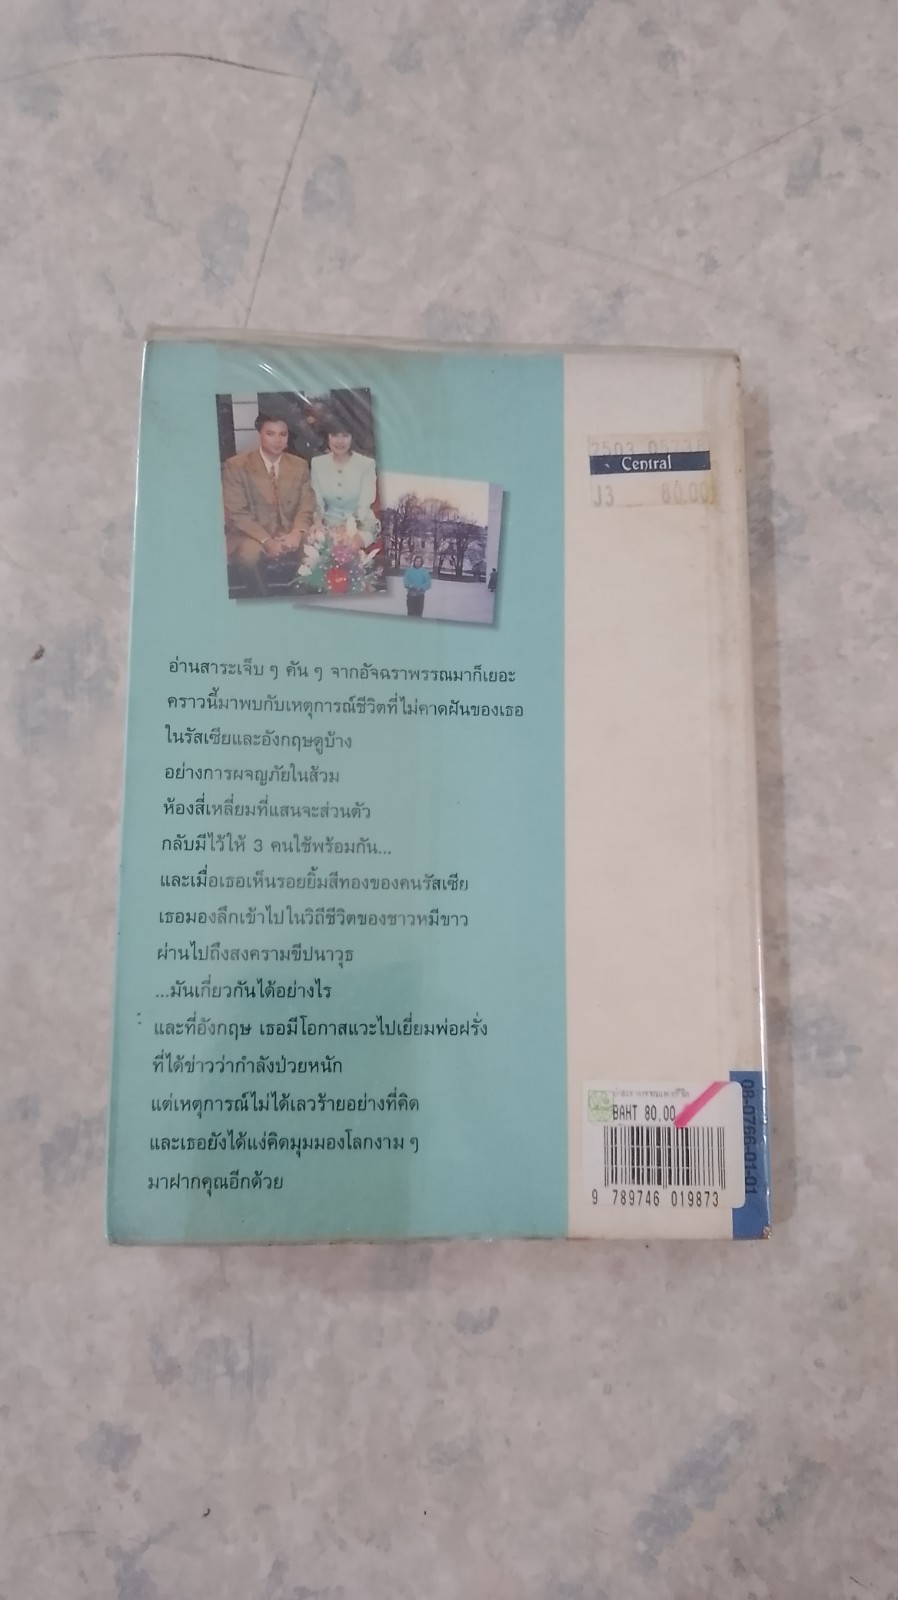 Central
J3 80.00
อ่านสาระเจ็บ ๆ คัน ๆ จากอัจฉราพรรณมาก็เยอะ
คราวนี้มาพบกับเหตุการณ์ชีวิตที่ไม่คาดฝันของเธอ
ในรัสเซียและอังกฤษดูบ้าง
อย่างการผจญภัยในส้วม
ห้องสี่เหลี่ยมที่แสนจะส่วนตัว
กลับมีไว้ให้ 3 คนใช้พร้อมกัน...
และเมื่อเธอเห็นรอยยิ้มสีทองของคนรัสเซีย
เธอมองลึกเข้าไปในวิถีชีวิตของชาวหมีขาว
ผ่านไปถึงสงครามขีปนาวุธ
...มันเกี่ยวกันได้อย่างไร
และที่อังกฤษ เธอมีโอกาสแวะไปเยี่ยมพ่อฝรั่ง
ที่ได้ข่าวว่ากำลังป่วยหนัก
แต่เหตุการณ์ไม่ได้เลวร้ายอย่างที่คิด
และเธอยังได้แง่คิดมุมมองโลกงาม ๆ
มาฝากคุณอีกด้วย
BAHT 80.00
9 789746 019873
08-0766-01-01